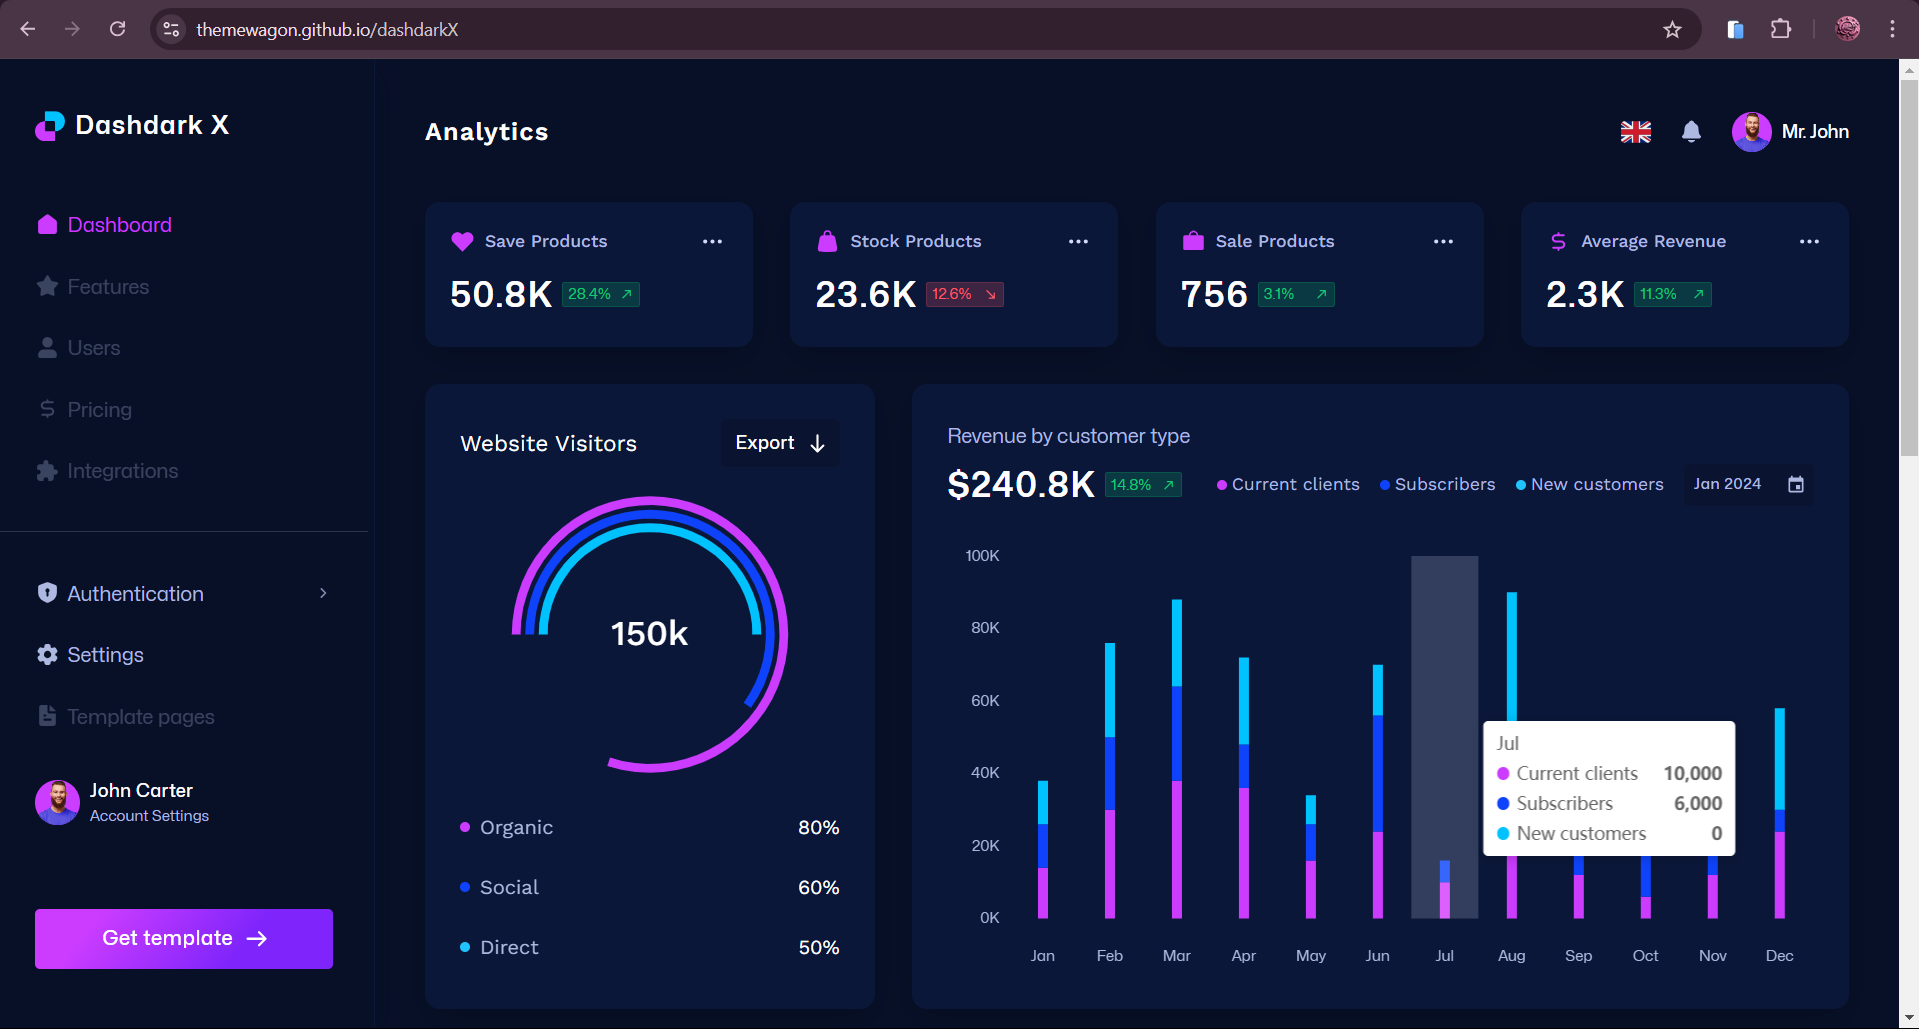 themewagon.github.io/dashdarkX
Dashdark X
Dashboard
Features
Users
Pricing
Integrations
Authentication
Settings
Template pages
John Carter
Account Settings
Get template
Analytics
Mr. John
Save Products
50.8K 28.4%
Stock Products
23.6K 12.6%
Sale Products
756 3.1%
Average Revenue
2.3K 11.3%
Website Visitors
Export
150k
Organic 80%
Social 60%
Direct 50%
Revenue by customer type
$240.8K 14.8%
Current clients Subscribers New customers
Jan 2024
100K
80K
60K
40K
20K
0K
Jan Feb Mar Apr May Jun Jul Aug Sep Oct Nov Dec
Jul
Current clients 10,000
Subscribers 6,000
New customers 0